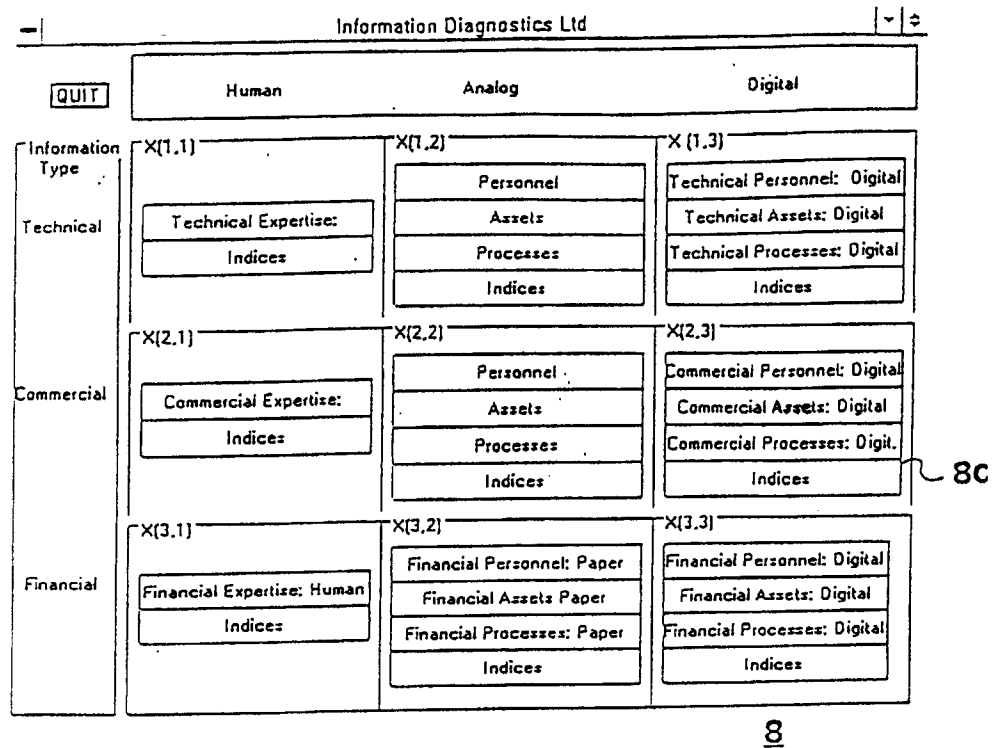 Information Diagnostics Ltd
QUIT
Human Analog Digital
Information Type
Technical
Commercial
Financial
X(1,1)
Technical Expertise:
Indices
X(1,2)
Personnel
Assets
Processes
Indices
X (1,3)
Technical Personnel: Digital
Technical Assets: Digital
Technical Processes: Digital
Indices
X(2,1)
Commercial Expertise:
Indices
X(2,2)
Personnel
Assets
Processes
Indices
X(2,3)
Commercial Personnel: Digital
Commercial Assets: Digital
Commercial Processes: Digit.
Indices
80
X(3,1)
Financial Expertise: Human
Indices
X(3,2)
Financial Personnel: Paper
Financial Assets Paper
Financial Processes: Paper
Indices
X(3,3)
Financial Personnel: Digital
Financial Assets: Digital
Financial Processes: Digital
Indices
8